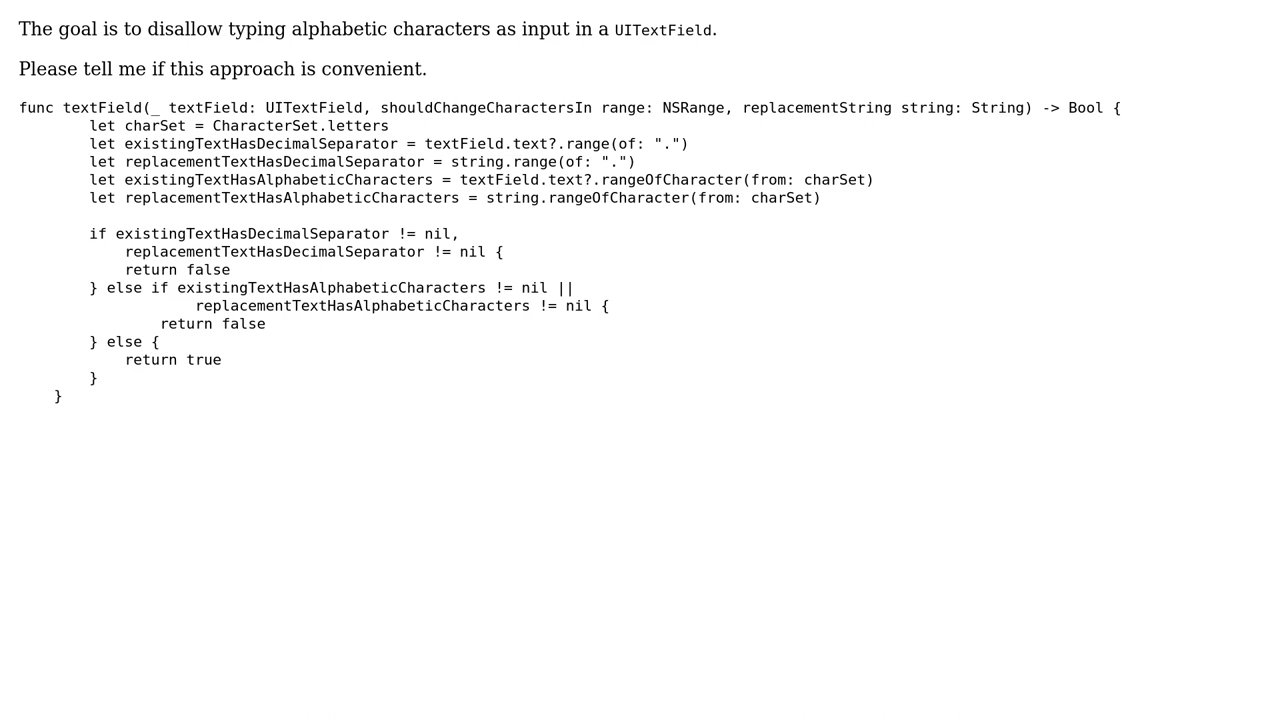 The goal is to disallow typing alphabetic characters as input in a UITextField.
Please tell me if this approach is convenient.
func textField(_ textField: UITextField, shouldChangeCharactersIn range: NSRange, replacementString string: String) -> Bool {
        let charSet = CharacterSet.letters
        let existingTextHasDecimalSeparator = textField.text?.range(of: ".")
        let replacementTextHasDecimalSeparator = string.range(of: ".")
        let existingTextHasAlphabeticCharacters = textField.text?.rangeOfCharacter(from: charSet)
        let replacementTextHasAlphabeticCharacters = string.rangeOfCharacter(from: charSet)

        if existingTextHasDecimalSeparator != nil,
            replacementTextHasDecimalSeparator != nil {
            return false
        } else if existingTextHasAlphabeticCharacters != nil ||
                    replacementTextHasAlphabeticCharacters != nil {
                return false
        } else {
            return true
        }
    }